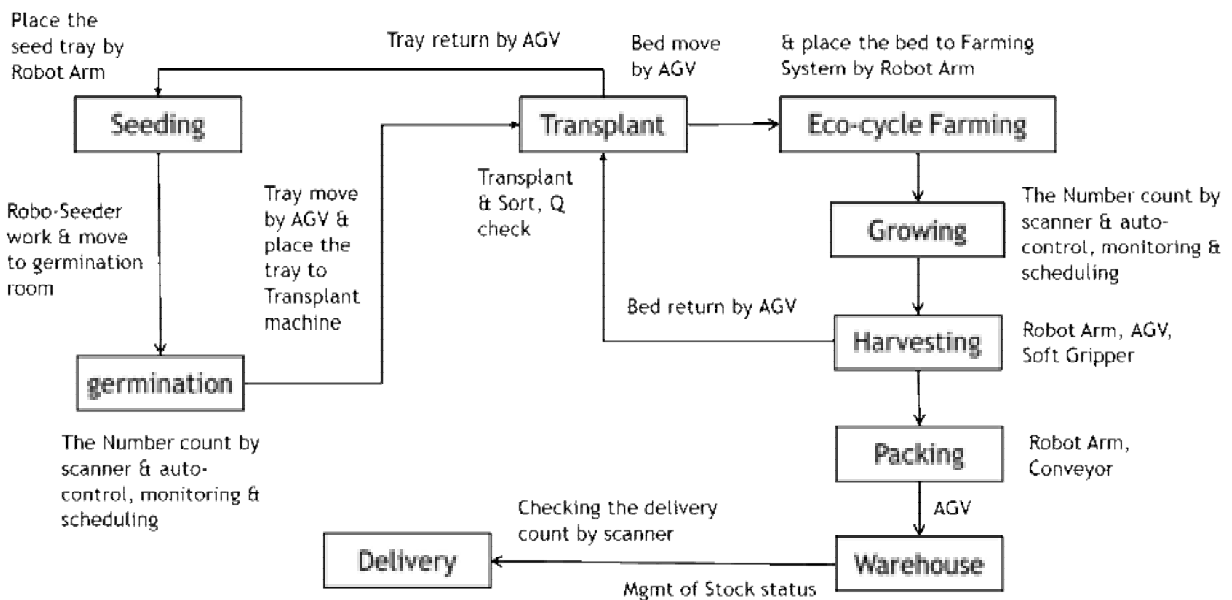 Place the
seed tray by
Robot Arm
Tray return by AGV
Bed move
by AGV
& place the bed to Farming
System by Robot Arm
Seeding
Transplant
Eco-cycle Farming
Robo-Seeder
work & move
to germination
room
Tray move
by AGV &
place the
tray to
Transplant
machine
Transplant
& Sort, Q
check
Growing
The Number count by
scanner & auto-
control, monitoring &
scheduling
Bed return by AGV
Harvesting
Robot Arm, AGV,
Soft Gripper
germination
The Number count by
scanner & auto-
control, monitoring &
scheduling
Packing
Robot Arm,
Conveyor
AGV
Checking the delivery
count by scanner
Delivery
Warehouse
Mgmt of Stock status